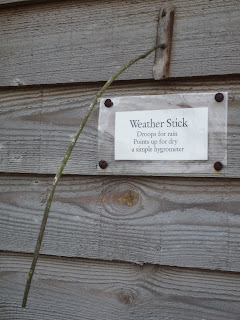 Weather Stick
Droops for rain
Points up for dry
a simple hygrometer